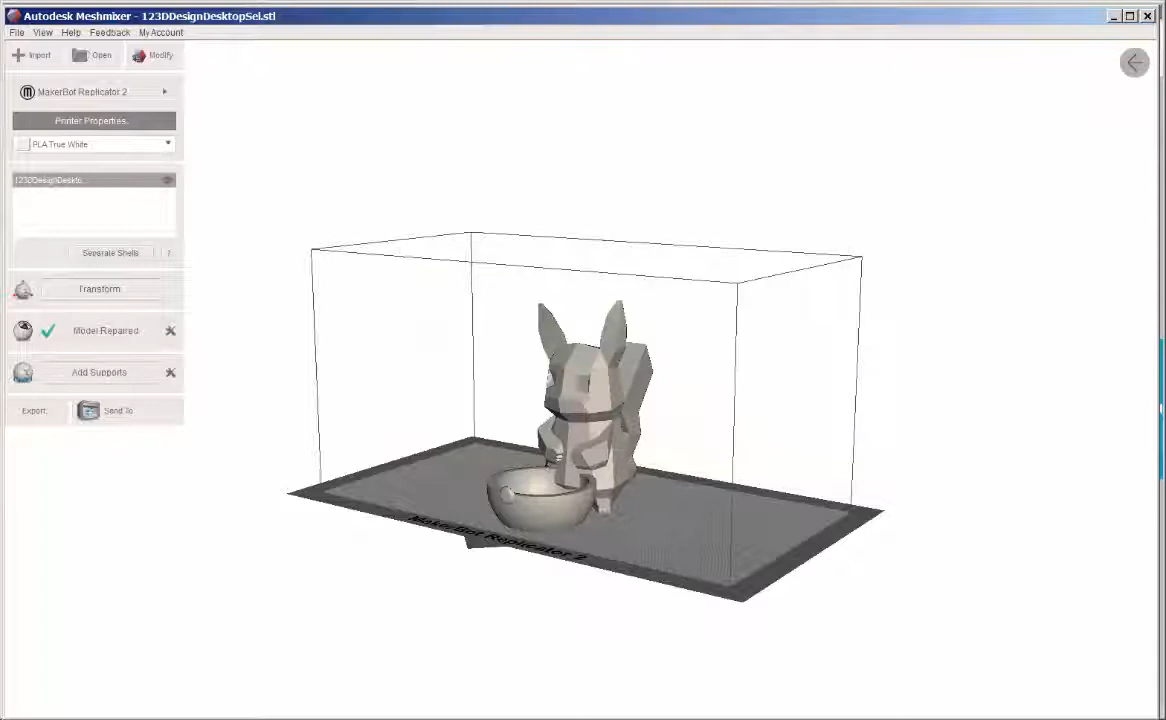 Autodesk Meshmixer - 123DDesignDesktopSel.stl
File View Help Feedback My Account
Import Open Modify
MakerBot Replicator 2
Printer Properties.
PLA True White
123DDesignDeskto...
Separate Shells ?
Transform
Model Repaired
Add Supports
Export Send To
MakerBot Replicator 2